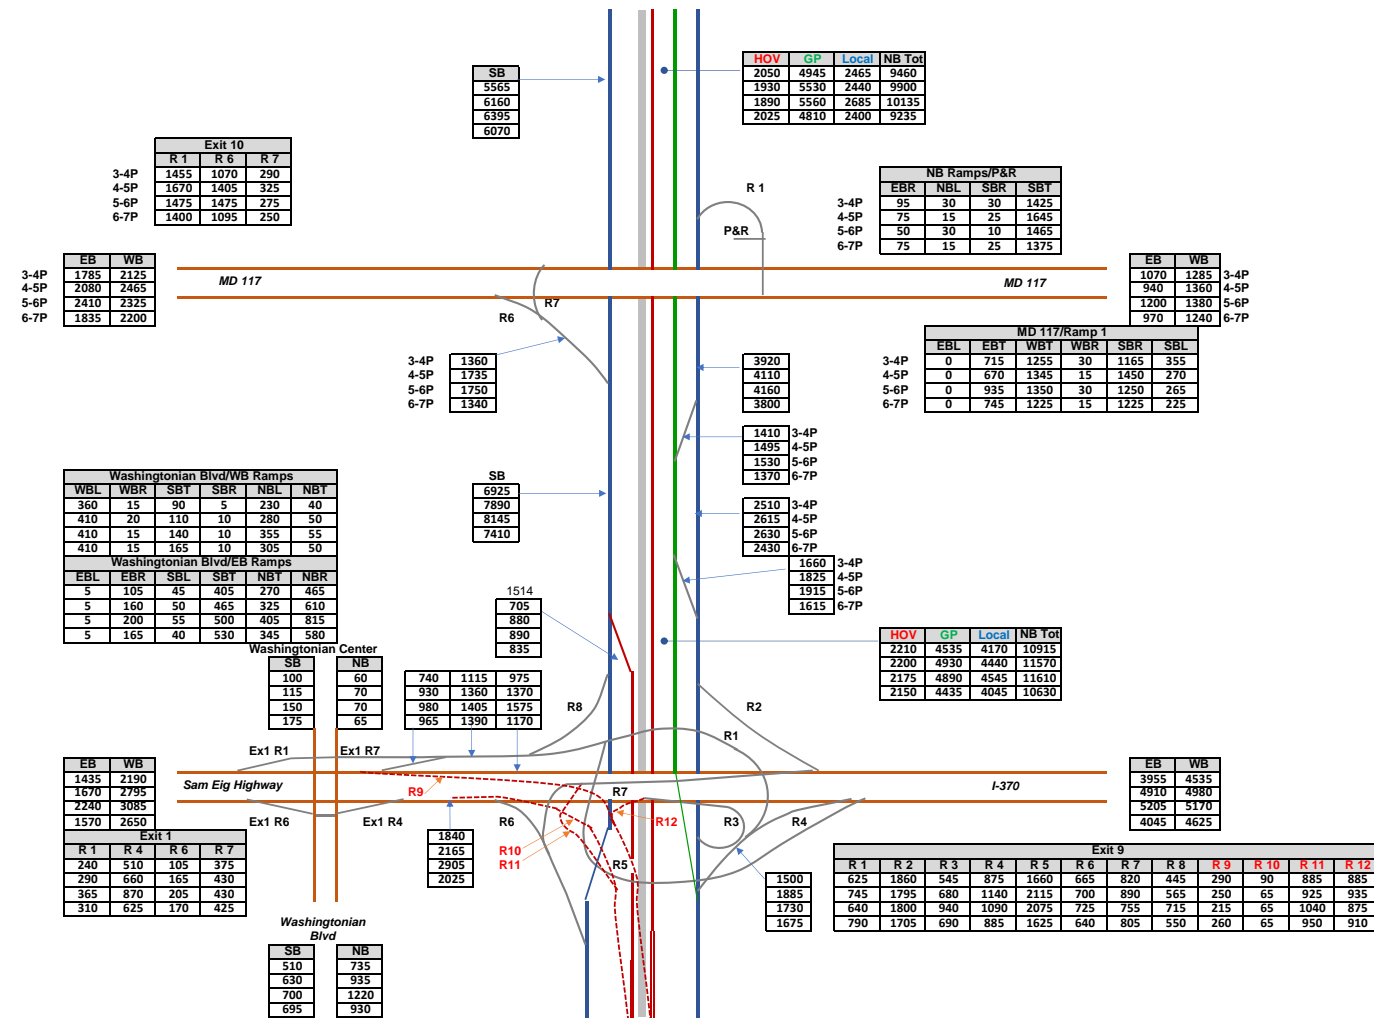 HOV GP Local NB Tot
2050 4945 2465 9460
1930 5530 2440 9900
1890 5560 2685 10135
2025 4810 2400 9235
SB
5565
6160
6395
6070
Exit 10
R 1 R 6 R 7
3-4P 1455 1070 290
4-5P 1670 1405 325
5-6P 1475 1475 275
6-7P 1400 1095 250
NB Ramps/P&R
EBR NBL SBR SBT
3-4P 95 30 30 1425
4-5P 75 15 25 1645
5-6P 50 30 10 1465
6-7P 75 15 25 1375
R 1
P&R
EB WB
3-4P 1785 2125
4-5P 2080 2465
5-6P 2410 2325
6-7P 1835 2200
MD 117
MD 117
EB WB
1070 1285 3-4P
940 1360 4-5P
1200 1380 5-6P
970 1240 6-7P
R7
R6
MD 117/Ramp 1
EBL EBT WBT WBR SBR SBL
3-4P 0 715 1255 30 1165 355
4-5P 0 670 1345 15 1450 270
5-6P 0 935 1350 30 1250 265
6-7P 0 745 1225 15 1225 225
3-4P 1360
4-5P 1735
5-6P 1750
6-7P 1340
3920
4110
4160
3800
1410 3-4P
1495 4-5P
1530 5-6P
1370 6-7P
Washingtonian Blvd/WB Ramps
WBL WBR SBT SBR NBL NBT
360 15 90 5 230 40
410 20 110 10 280 50
410 15 140 10 355 55
410 15 165 10 305 50
Washingtonian Blvd/EB Ramps
EBL EBR SBL SBT NBT NBR
5 105 45 405 270 465
5 160 50 465 325 610
5 200 55 500 405 815
5 165 40 530 345 580
SB
6925
7890
8145
7410
2510 3-4P
2615 4-5P
2630 5-6P
2430 6-7P
1660 3-4P
1825 4-5P
1915 5-6P
1615 6-7P
1514
705
880
890
835
HOV GP Local NB Tot
2210 4535 4170 10915
2200 4930 4440 11570
2175 4890 4545 11610
2150 4435 4045 10630
Washingtonian Center
SB NB
100 60
115 70
150 70
175 65
740 1115 975
930 1360 1370
980 1405 1575
965 1390 1170
R8
R2
R1
Ex1 R1
Ex1 R7
EB WB
1435 2190
1670 2795
2240 3085
1570 2650
Sam Eig Highway
I-370
EB WB
3955 4535
4910 4980
5205 5170
4045 4625
R9
R7
Ex1 R6
Ex1 R4
R6
R12
R3
R4
R10
R11
R5
1840
2165
2905
2025
Exit 1
R 1 R 4 R 6 R 7
240 510 105 375
290 660 165 430
365 870 205 430
310 625 170 425
1500
1885
1730
1675
Exit 9
R 1 R 2 R 3 R 4 R 5 R 6 R 7 R 8 R 9 R 10 R 11 R 12
625 1860 545 875 1660 665 820 445 290 90 885 885
745 1795 680 1140 2115 700 890 565 250 65 925 935
640 1800 940 1090 2075 725 755 715 215 65 1040 875
790 1705 690 885 1625 640 805 550 260 65 950 910
Washingtonian
Blvd
SB NB
510 735
630 935
700 1220
695 930